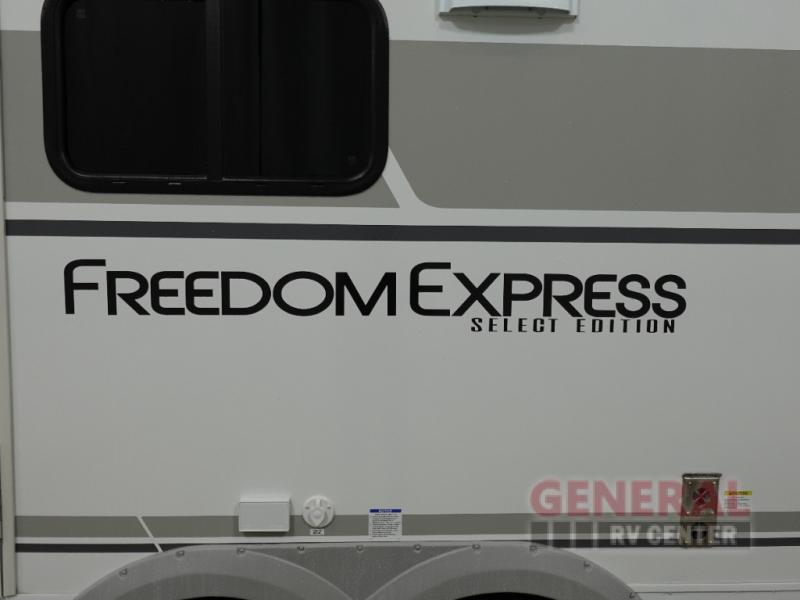 FREEDOM EXPRESS
SELECT EDITION
GENERAL
RV CENTER